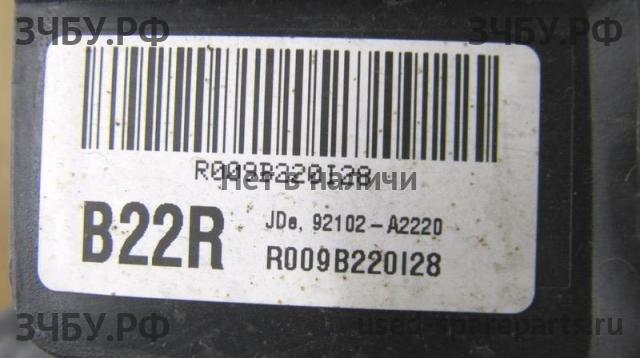 ЗЧБУ.РФ
ЗЧБУ.РФ
R009B220I28
Нет в наличи
B22R
JDe, 92102-A2220
R009B220I28
ЗЧБУ.РФ
used-spareparts.ru